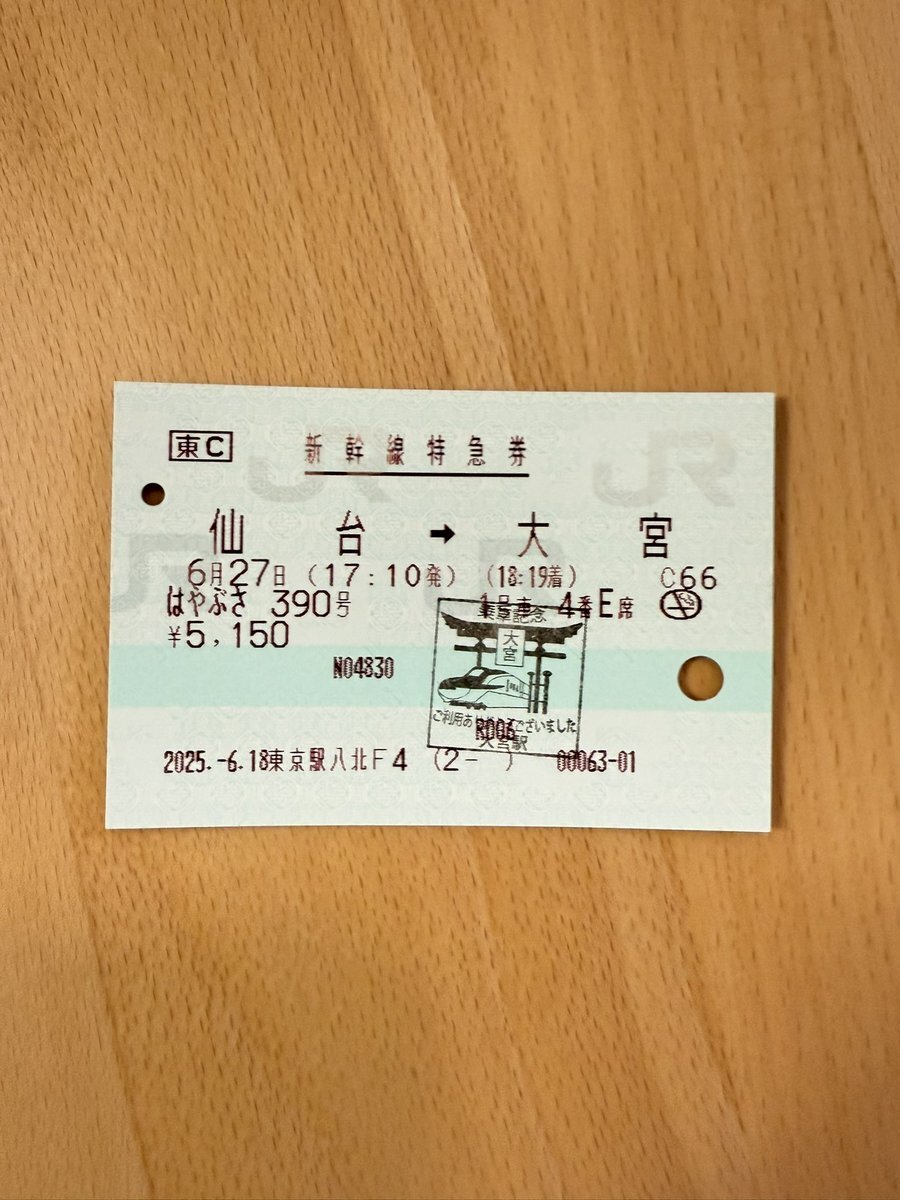 東C 新幹線特急券
仙台 ➡ 大宮
6月27日 (17:10発) (18:19着) C66
はやぶさ 390号 1号車 4番E席
¥5,150
乗車記念
大宮
N04830
ご利用ありがとうございました
R006
大宮駅
2025.-6.18東京駅八北F4 (2- ) 00063-01